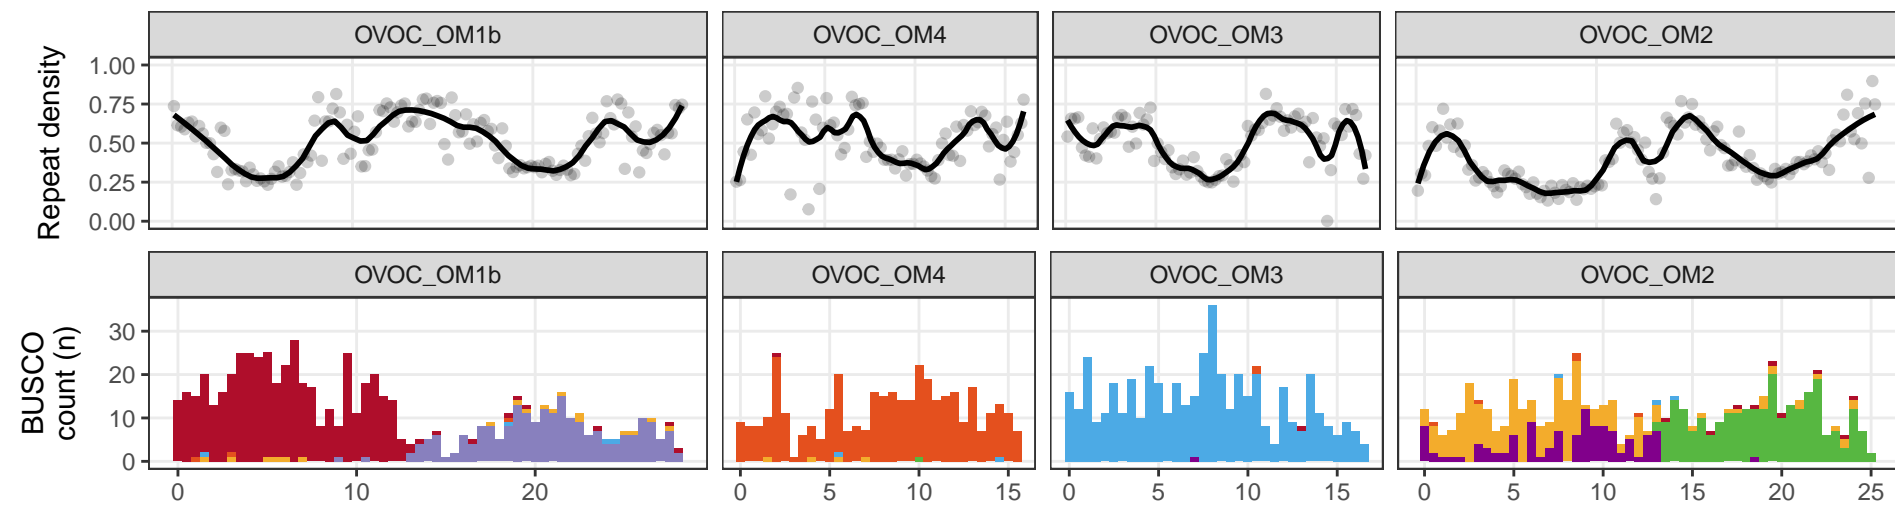 OVOC_OM1b OVOC_OM4 OVOC_OM3 OVOC_OM2
Repeat density
1.00
0.75
0.50
0.25
0.00
OVOC_OM1b OVOC_OM4 OVOC_OM3 OVOC_OM2
BUSCO
count (n)
30
20
10
0
0 10 20 0 5 10 15 0 5 10 15 0 5 10 15 20 25